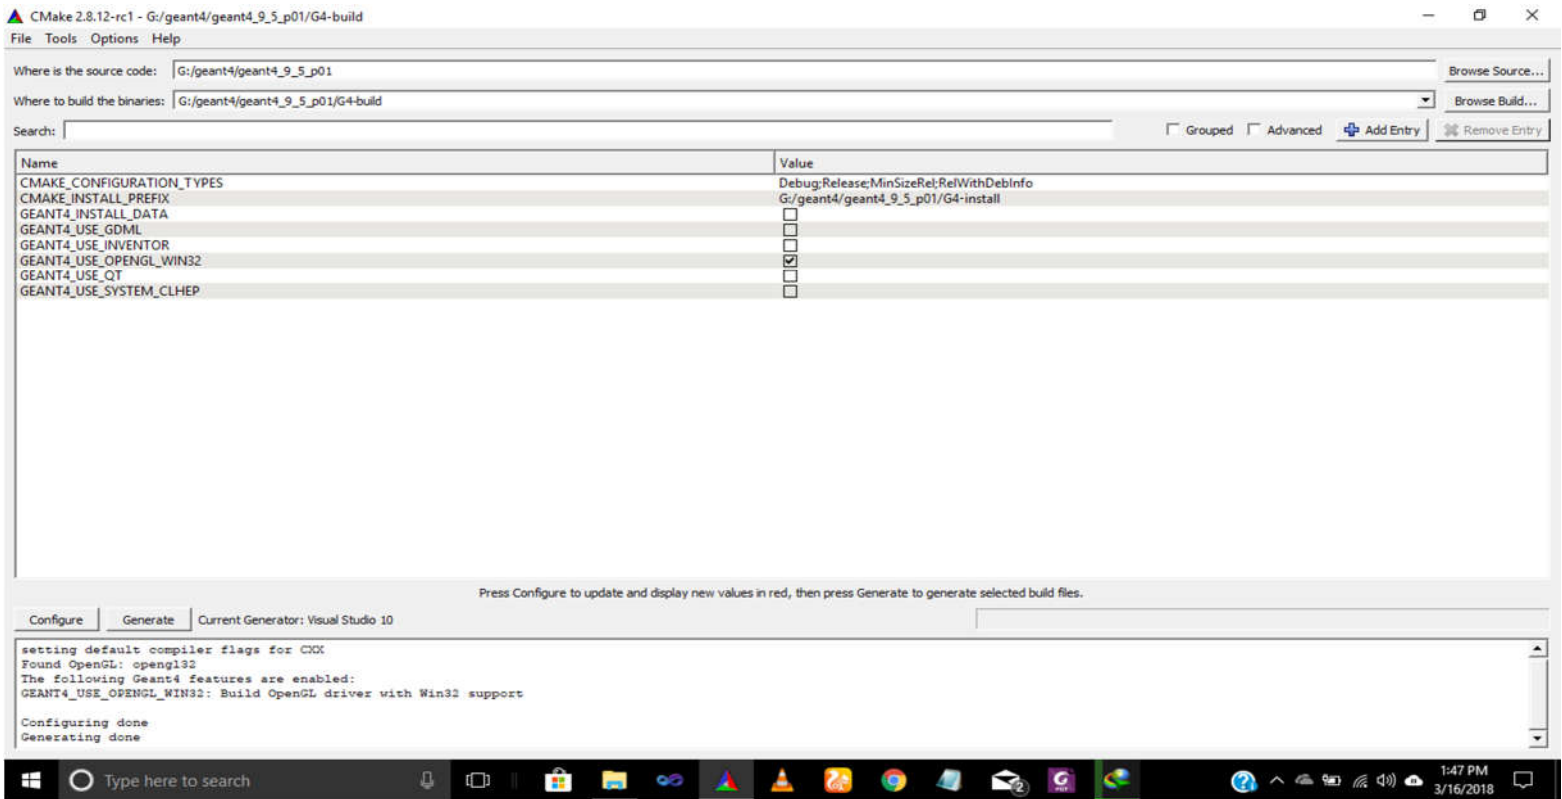 CMake 2.8.12-rc1 - G:/geant4/geant4_9_5_p01/G4-build
File Tools Options Help
Where is the source code: G:/geant4/geant4_9_5_p01 Browse Source...
Where to build the binaries: G:/geant4/geant4_9_5_p01/G4-build Browse Build...
Search: Grouped Advanced Add Entry Remove Entry
Name Value
CMAKE_CONFIGURATION_TYPES Debug;Release;MinSizeRel;RelWithDebInfo
CMAKE_INSTALL_PREFIX G:/geant4/geant4_9_5_p01/G4-install
GEANT4_INSTALL_DATA
GEANT4_USE_GDML
GEANT4_USE_INVENTOR
GEANT4_USE_OPENGL_WIN32
GEANT4_USE_QT
GEANT4_USE_SYSTEM_CLHEP
Press Configure to update and display new values in red, then press Generate to generate selected build files.
Configure Generate Current Generator: Visual Studio 10
setting default compiler flags for CXX
Found OpenGL: opengl32
The following Geant4 features are enabled:
GEANT4_USE_OPENGL_WIN32: Build OpenGL driver with Win32 support
Configuring done
Generating done
Type here to search 2 1:47 PM
3/16/2018